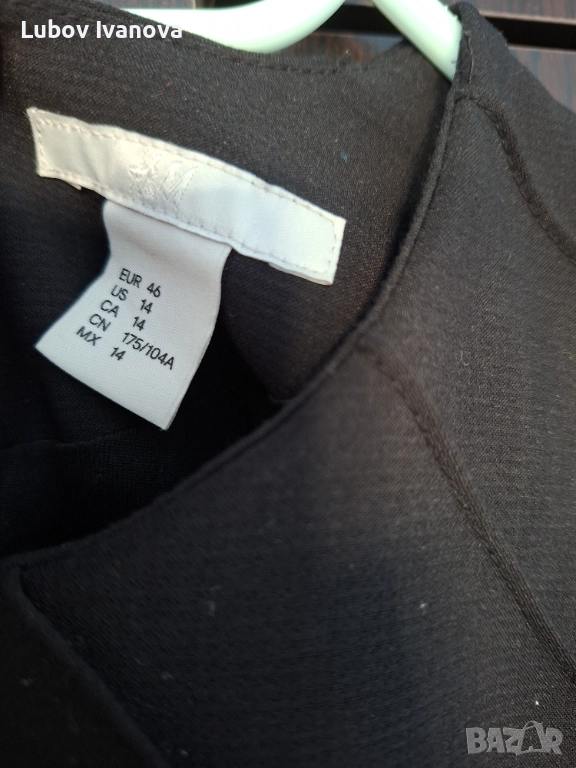 Lubov Ivanova
EUR 46
US 14
CA 14
CN 175/104A
MX 14
BAZAR